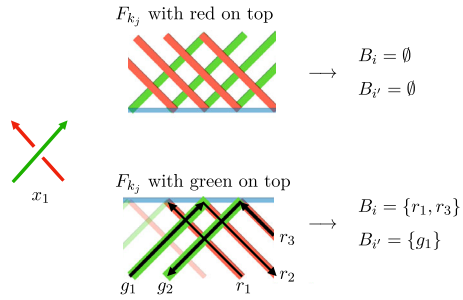 F_{k_j} with red on top
⟶ B_i = ∅
B_{i'} = ∅
x_1
F_{k_j} with green on top
⟶ B_i = {r_1, r_3}
B_{i'} = {g_1}
r_3
r_2
g_1 g_2 r_1